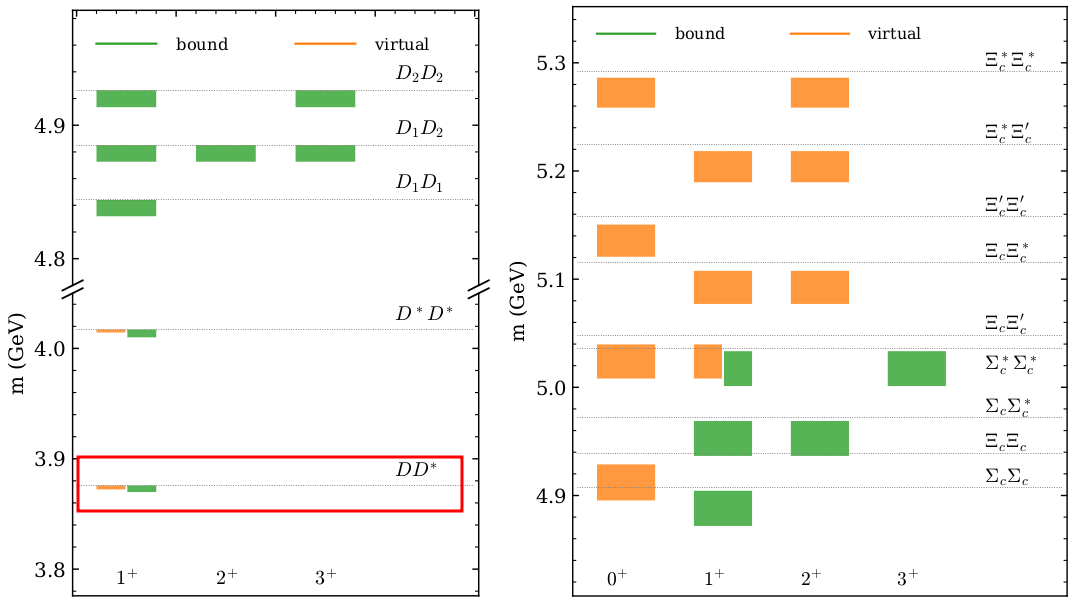 bound virtual
D₂D₂
4.9
D₁D₂
D₁D₁
4.8
m (GeV)
D*D*
4.0
3.9
DD*
3.8
1⁺ 2⁺ 3⁺
bound virtual
Ξc*Ξc*
5.3
Ξc*Ξc′
5.2
Ξc′Ξc′
ΞcΞc*
5.1
m (GeV)
ΞcΞc′
Σc*Σc*
5.0
ΣcΣc*
ΞcΞc
ΣcΣc
4.9
0⁺ 1⁺ 2⁺ 3⁺